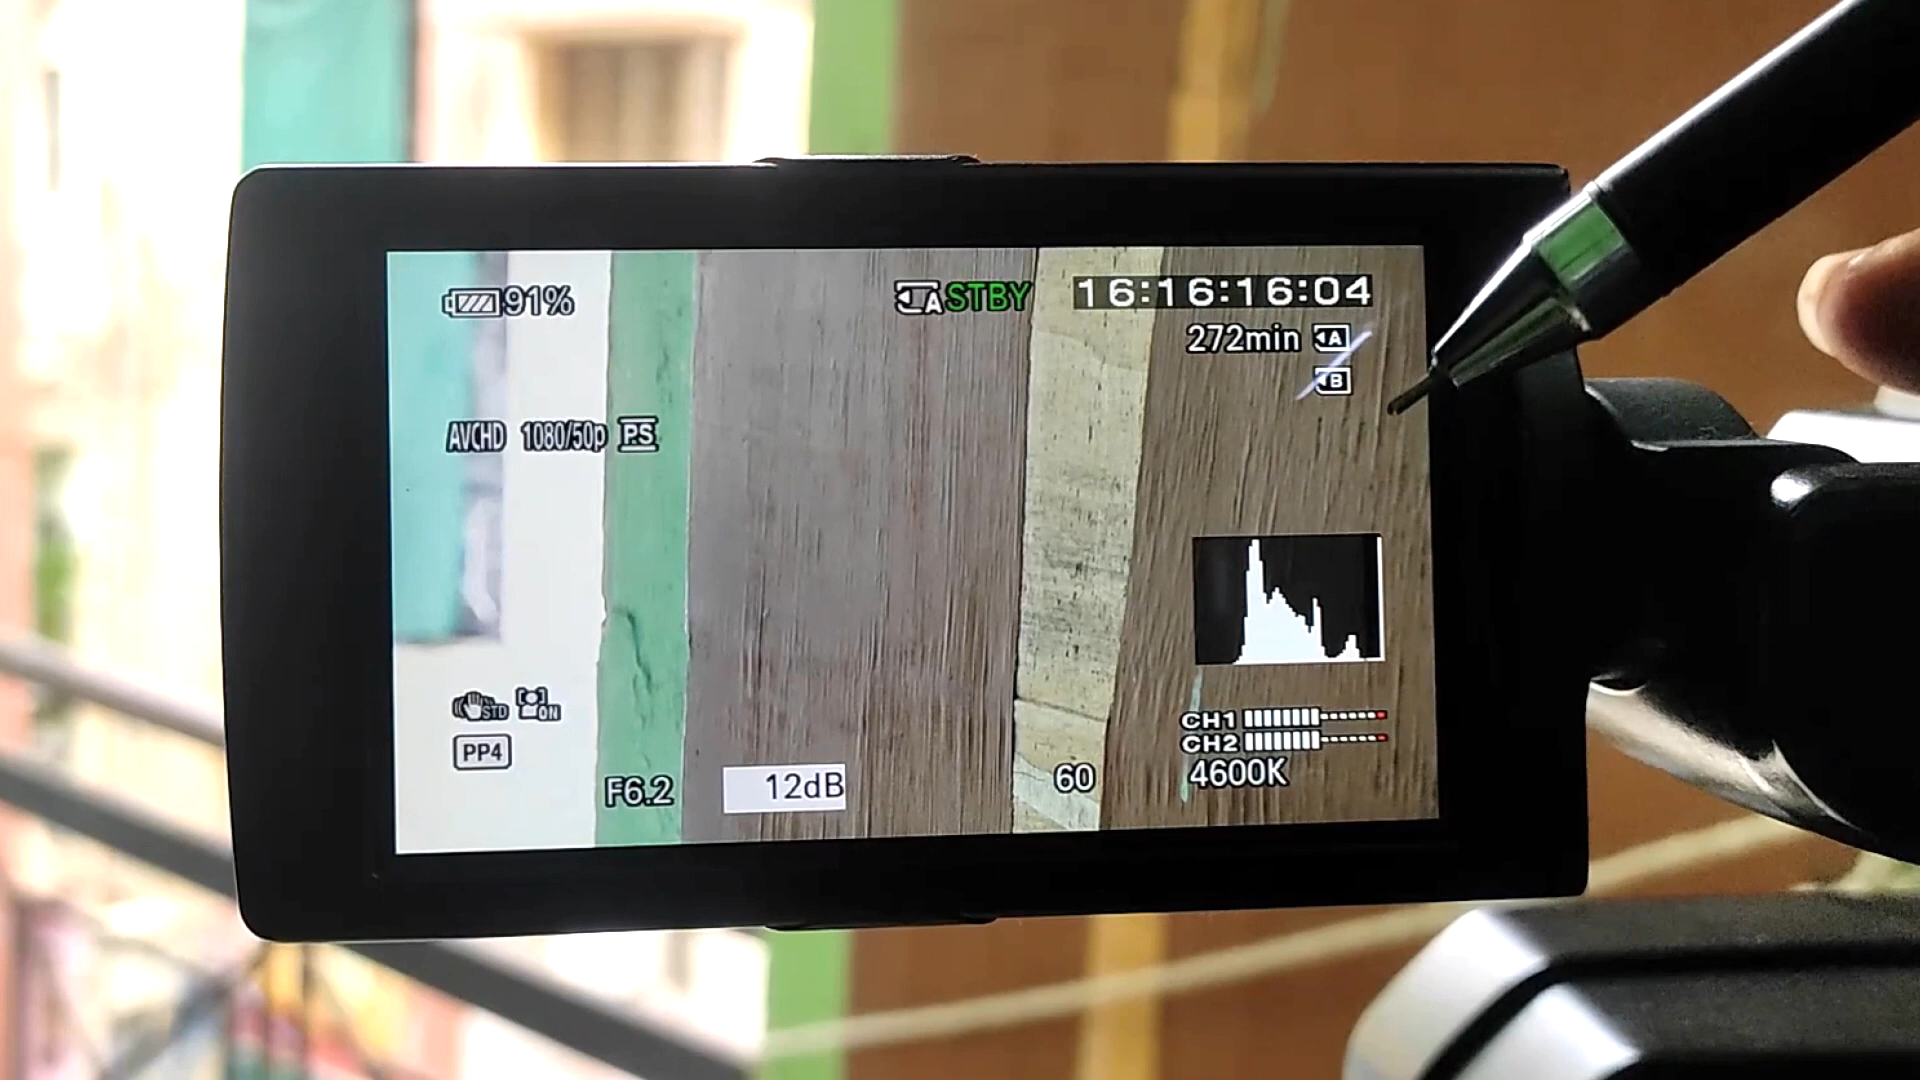 91%
A STBY
16:16:16:04
272min A
B
AVCHD 1080/50p PS
STD ON
PP4
CH1
CH2
F6.2 12dB 60 4600K